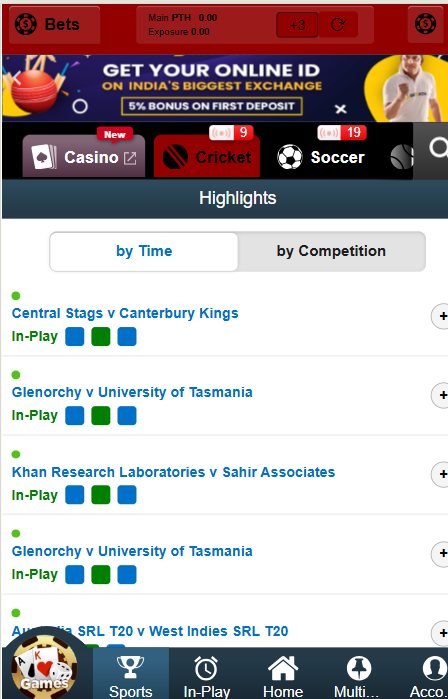 Bets
Main PTH 0.00
Exposure 0.00
+3
GET YOUR ONLINE ID
ON INDIA'S BIGGEST EXCHANGE
5% BONUS ON FIRST DEPOSIT
New
9
19
Casino
Cricket
Soccer
Highlights
by Time
by Competition
Central Stags v Canterbury Kings
+
In-Play
Glenorchy v University of Tasmania
+
In-Play
Khan Research Laboratories v Sahir Associates
+
In-Play
Glenorchy v University of Tasmania
+
In-Play
SRL T20 v West Indies SRL T20
+
A
K
Games
Sports
In-Play
Home
Multi...
Acco